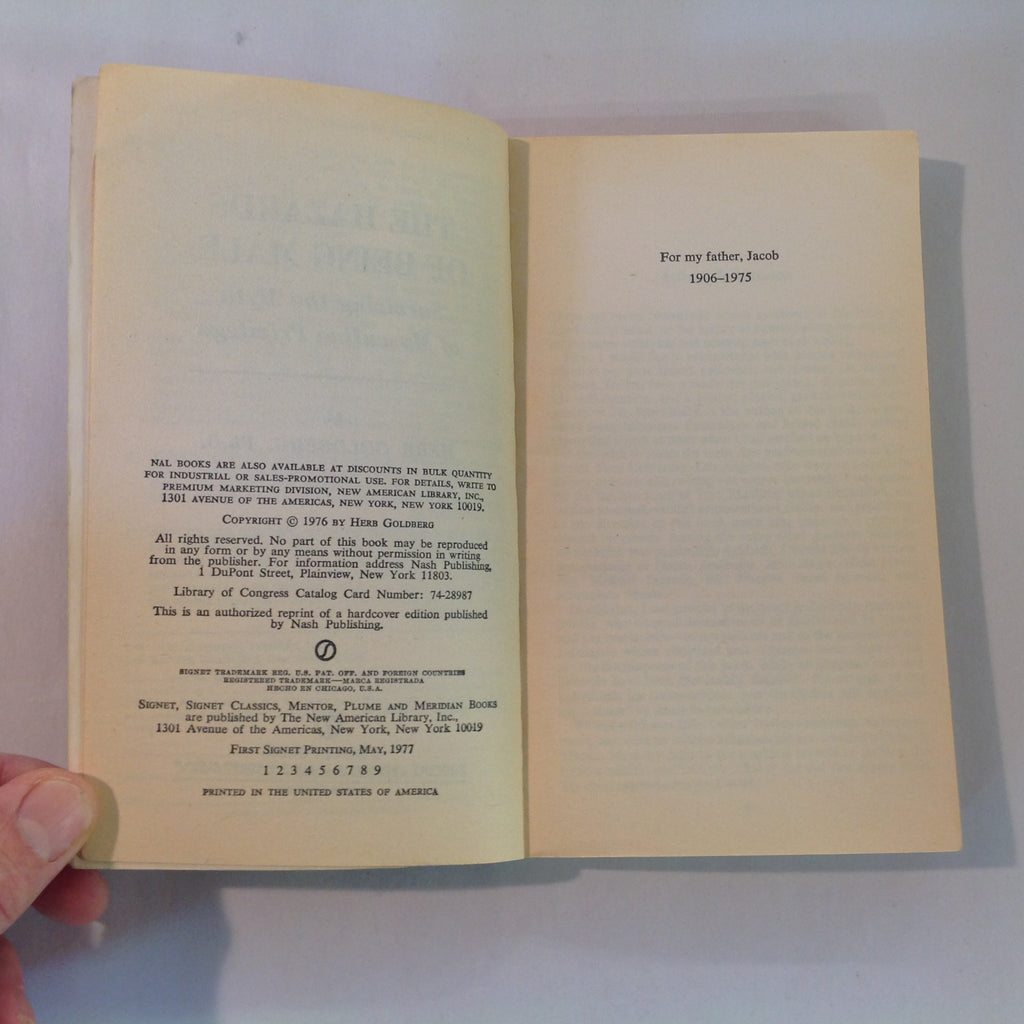 NAL BOOKS ARE ALSO AVAILABLE AT DISCOUNTS IN BULK QUANTITY
FOR INDUSTRIAL OR SALES-PROMOTIONAL USE. FOR DETAILS, WRITE TO
PREMIUM MARKETING DIVISION, NEW AMERICAN LIBRARY, INC.,
1301 AVENUE OF THE AMERICAS, NEW YORK, NEW YORK 10019.
COPYRIGHT © 1976 BY HERB GOLDBERG
All rights reserved. No part of this book may be reproduced
in any form or by any means without permission in writing
from the publisher. For information address Nash Publishing,
1 DuPont Street, Plainview, New York 11803.
Library of Congress Catalog Card Number: 74-28987
This is an authorized reprint of a hardcover edition published
by Nash Publishing.
SIGNET TRADEMARK REG. U.S. PAT. OFF. AND FOREIGN COUNTRIES
REGISTERED TRADEMARK—MARCA REGISTRADA
HECHO EN CHICAGO, U.S.A.
SIGNET, SIGNET CLASSICS, MENTOR, PLUME AND MERIDIAN BOOKS
are published by The New American Library, Inc.,
1301 Avenue of the Americas, New York, New York 10019
FIRST SIGNET PRINTING, MAY, 1977
1 2 3 4 5 6 7 8 9
PRINTED IN THE UNITED STATES OF AMERICA
For my father, Jacob
1906–1975